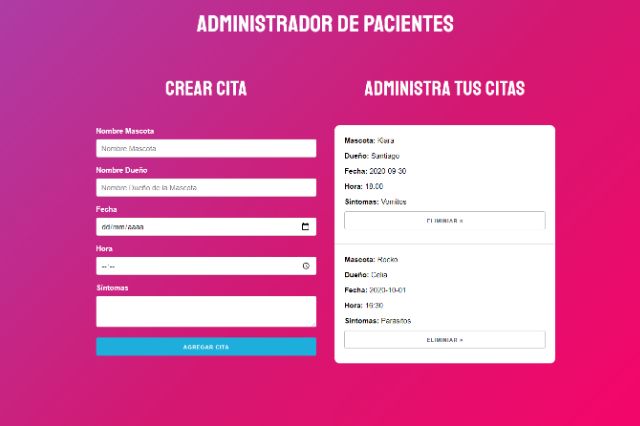 ADMINISTRADOR DE PACIENTES
CREAR CITA
Nombre Mascota
Nombre Mascota
Nombre Dueño
Nombre Dueño de la Mascota
Fecha
dd/mm/aaaa
Hora
--:--
Síntomas
AGREGAR CITA
ADMINISTRA TUS CITAS
Mascota: Kiara
Dueño: Santiago
Fecha: 2020-09-30
Hora: 18:00
Síntomas: Vomitos
ELIMINAR ×
Mascota: Rocko
Dueño: Celia
Fecha: 2020-10-01
Hora: 16:30
Síntomas: Parasitos
ELIMINAR ×